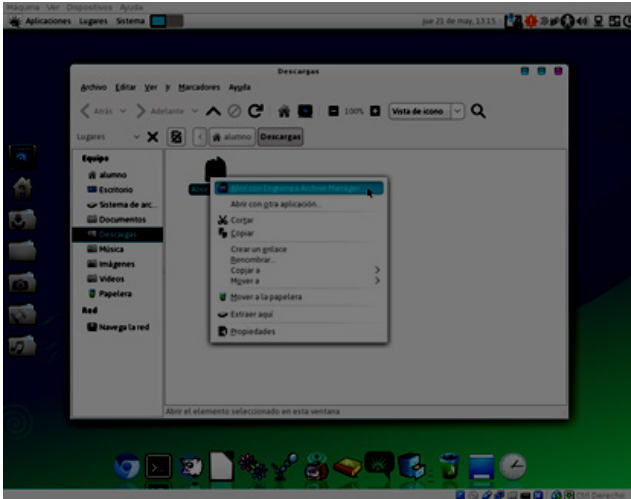 Máquina Ver Dispositivos Ayuda
Aplicaciones Lugares Sistema
jue 21 de may, 13:15
Descargas
Archivo Editar Ver Ir Marcadores Ayuda
Atrás Adelante 100% Vista de icono
Lugares alumno Descargas
Equipo
alumno
Escritorio
Sistema de arc...
Documentos
Descargas
Música
Imágenes
Videos
Papelera
Red
Navega la red
Abrir con Engrampa Archive Manager
Abrir con otra aplicación...
Cortar
Copiar
Crear un enlace
Renombrar...
Copiar a
Mover a
Mover a la papelera
Extraer aquí
Propiedades
Abrir el elemento seleccionado en esta ventana
Ctrl Derecho